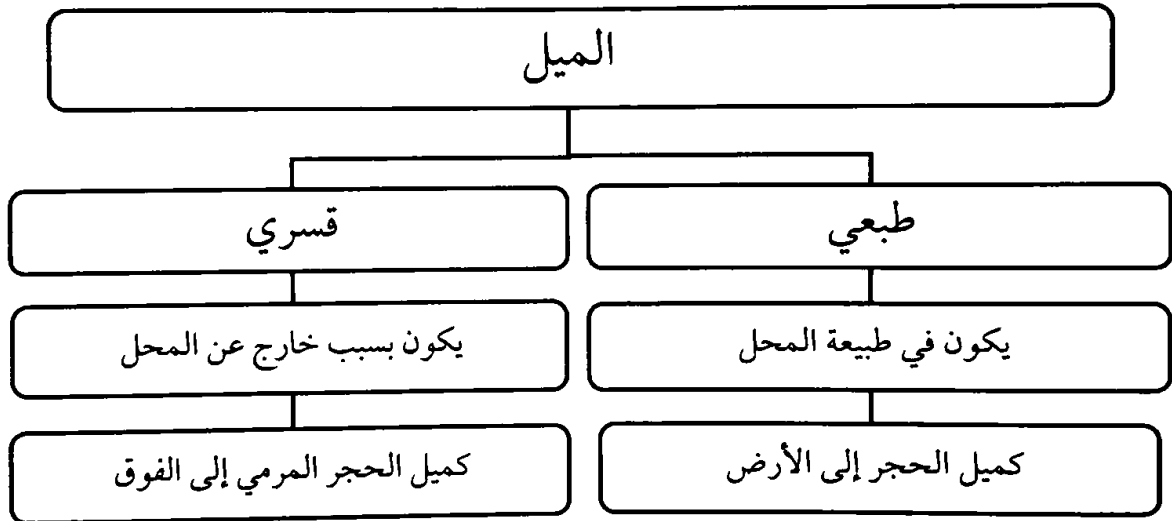 الميل
طبعي
قسري
يكون في طبيعة المحل
يكون بسبب خارج عن المحل
كميل الحجر إلى الأرض
كميل الحجر المرمي إلى الفوق